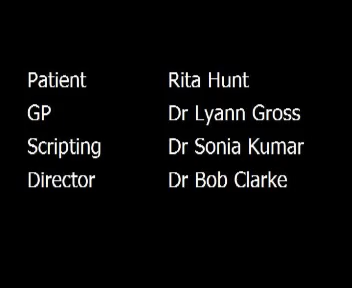 Patient Rita Hunt
GP Dr Lyann Gross
Scripting Dr Sonia Kumar
Director Dr Bob Clarke